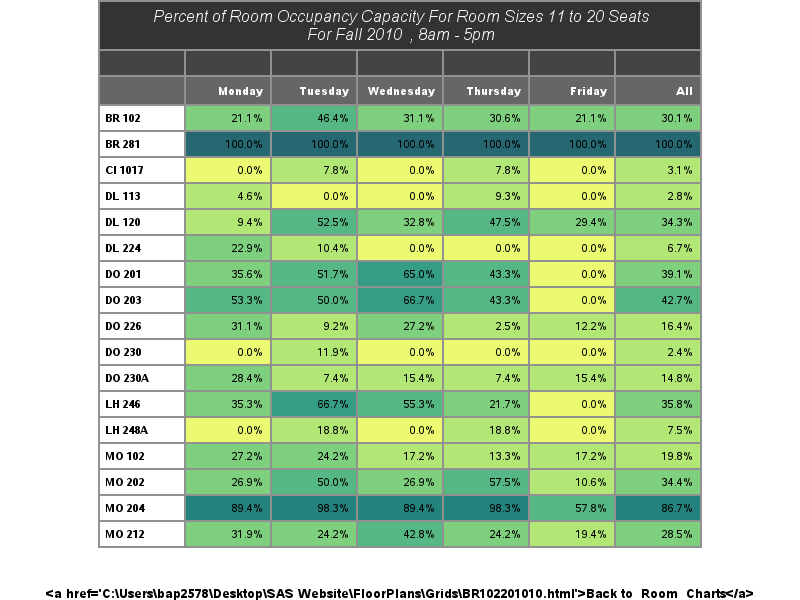 Percent of Room Occupancy Capacity For Room Sizes 11 to 20 Seats
For Fall 2010 , 8am - 5pm
Monday Tuesday Wednesday Thursday Friday All
BR 102 21.1% 46.4% 31.1% 30.6% 21.1% 30.1%
BR 281 100.0% 100.0% 100.0% 100.0% 100.0% 100.0%
CI 1017 0.0% 7.8% 0.0% 7.8% 0.0% 3.1%
DL 113 4.6% 0.0% 0.0% 9.3% 0.0% 2.8%
DL 120 9.4% 52.5% 32.8% 47.5% 29.4% 34.3%
DL 224 22.9% 10.4% 0.0% 0.0% 0.0% 6.7%
DO 201 35.6% 51.7% 65.0% 43.3% 0.0% 39.1%
DO 203 53.3% 50.0% 66.7% 43.3% 0.0% 42.7%
DO 226 31.1% 9.2% 27.2% 2.5% 12.2% 16.4%
DO 230 0.0% 11.9% 0.0% 0.0% 0.0% 2.4%
DO 230A 28.4% 7.4% 15.4% 7.4% 15.4% 14.8%
LH 246 35.3% 66.7% 55.3% 21.7% 0.0% 35.8%
LH 248A 0.0% 18.8% 0.0% 18.8% 0.0% 7.5%
MO 102 27.2% 24.2% 17.2% 13.3% 17.2% 19.8%
MO 202 26.9% 50.0% 26.9% 57.5% 10.6% 34.4%
MO 204 89.4% 98.3% 89.4% 98.3% 57.8% 86.7%
MO 212 31.9% 24.2% 42.8% 24.2% 19.4% 28.5%
<a href='C:\Users\bap2578\Desktop\SAS Website\FloorPlans\Grids\BR102201010.html'>Back to Room Charts</a>